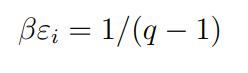 βε_i = 1/(q − 1)